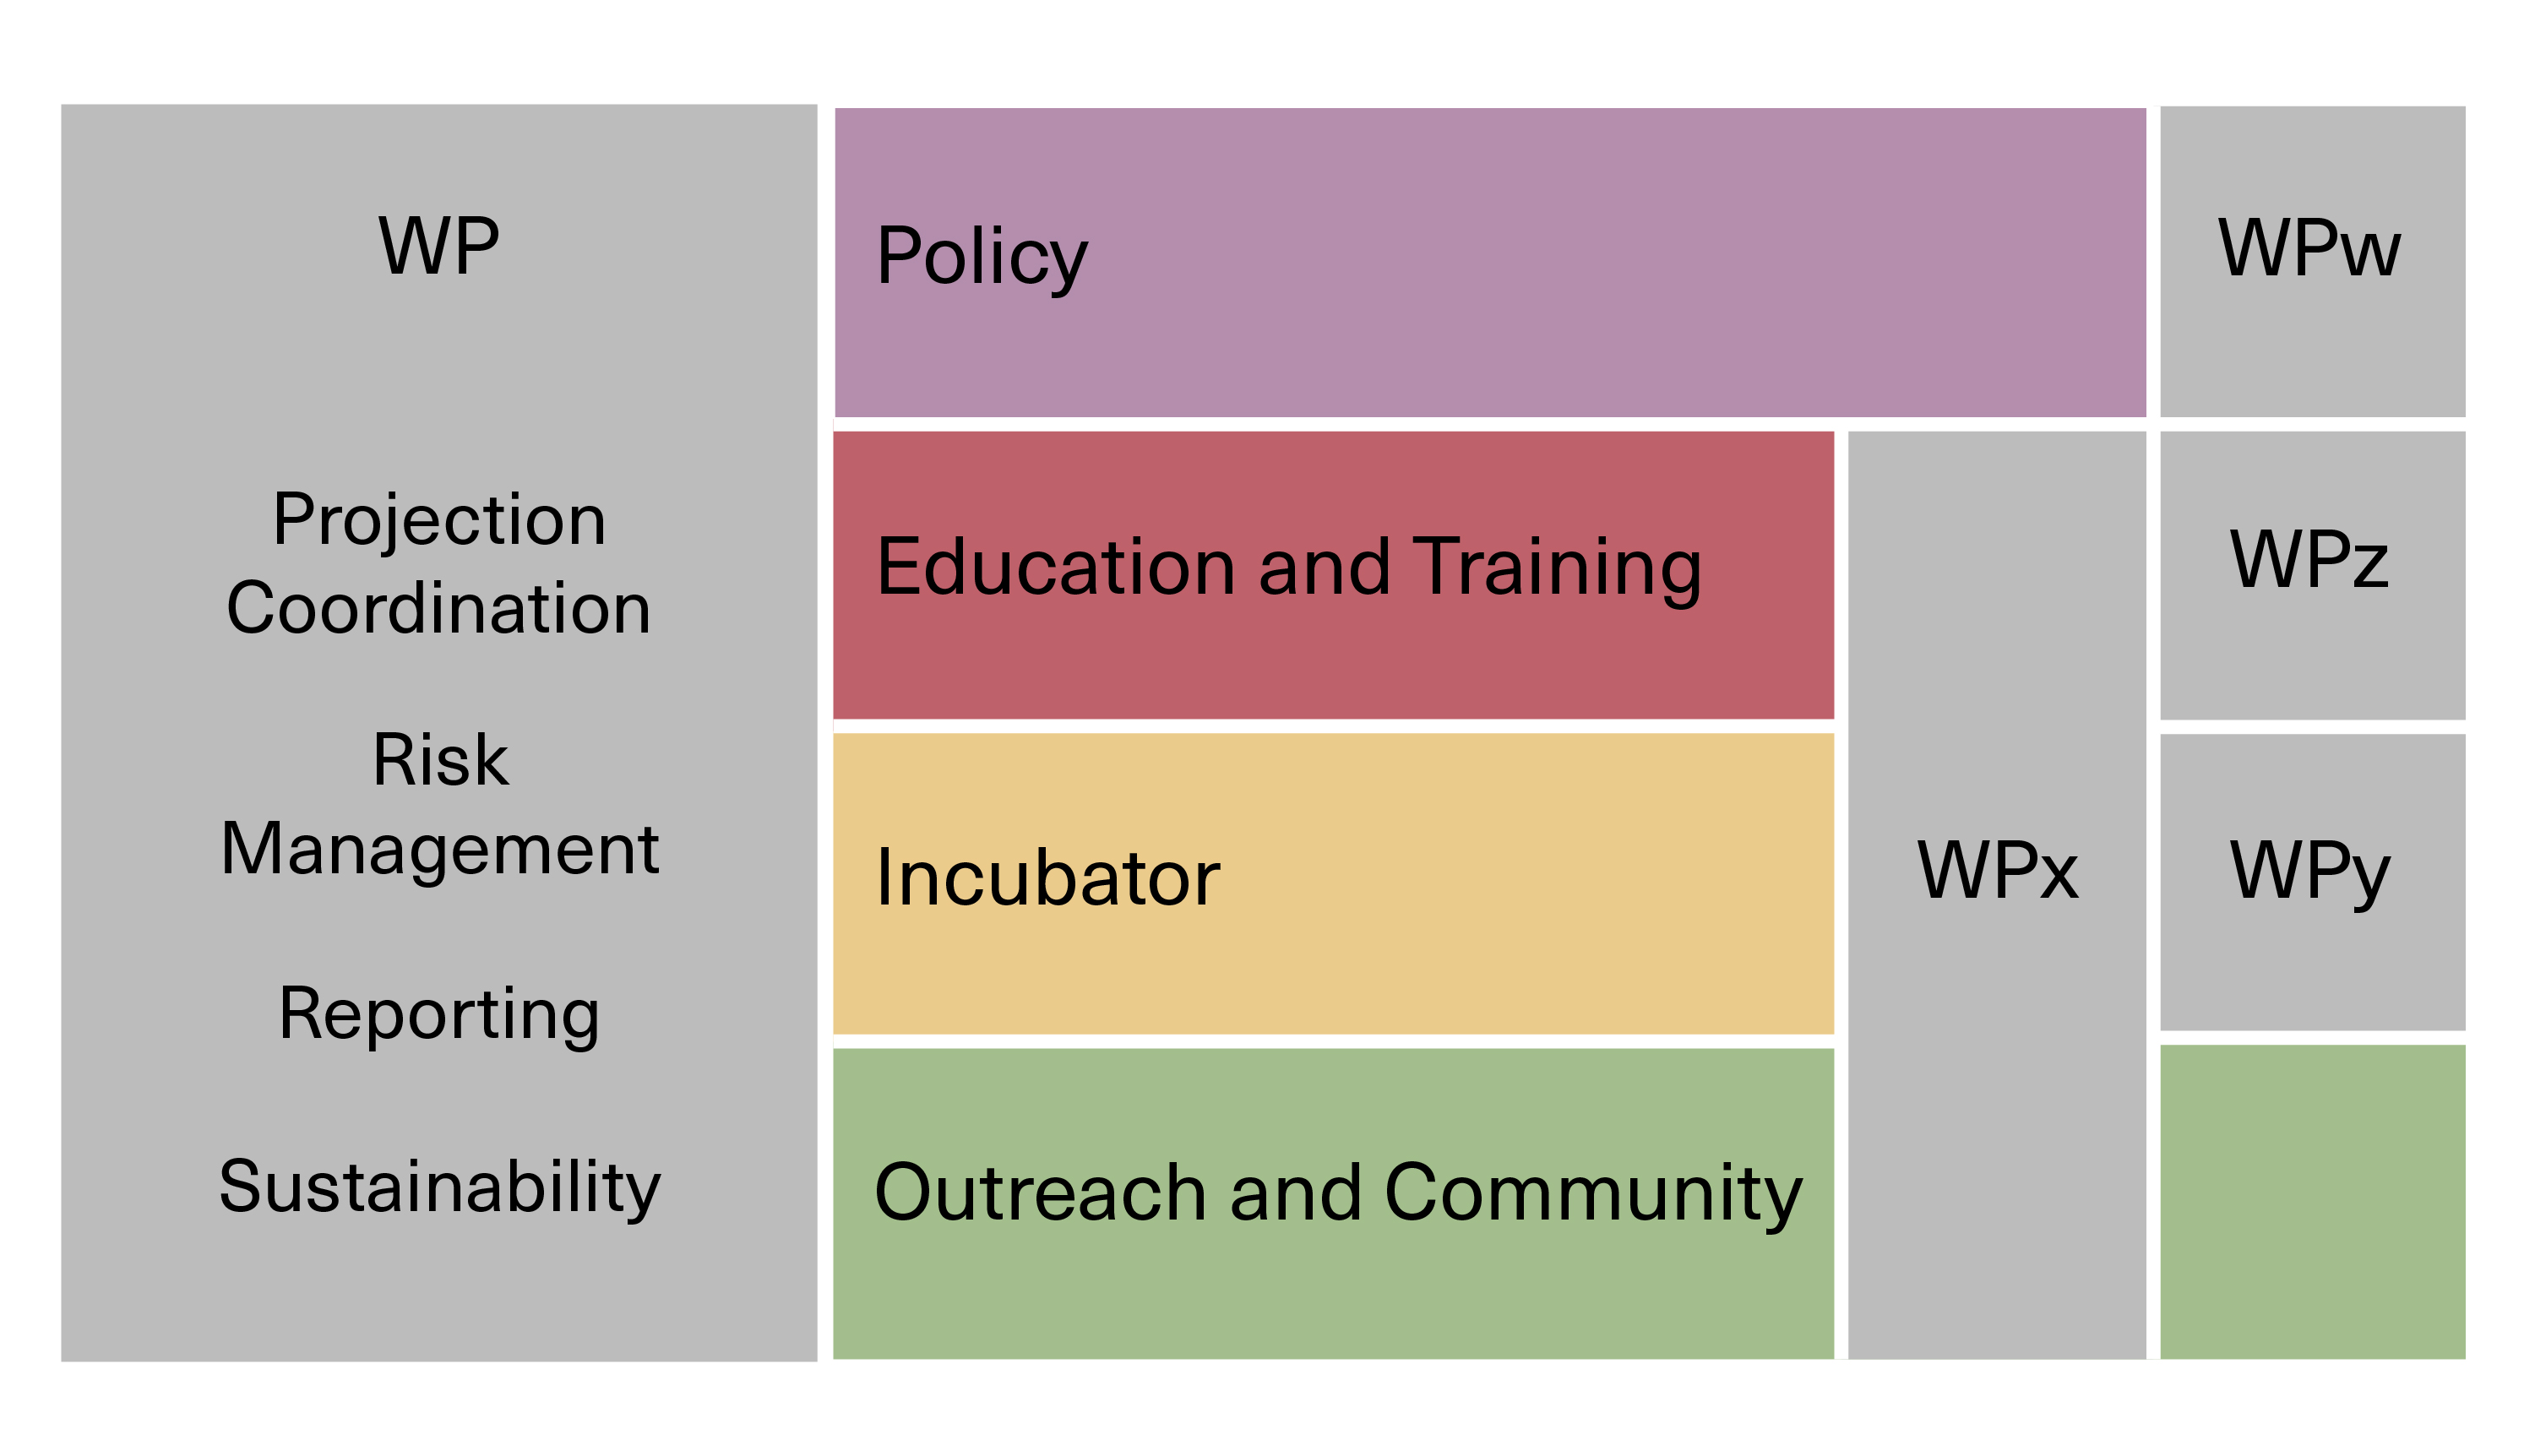 WP
Projection
Coordination
Risk
Management
Reporting
Sustainability
Policy
Education and Training
Incubator
Outreach and Community
WPx
WPw
WPz
WPy